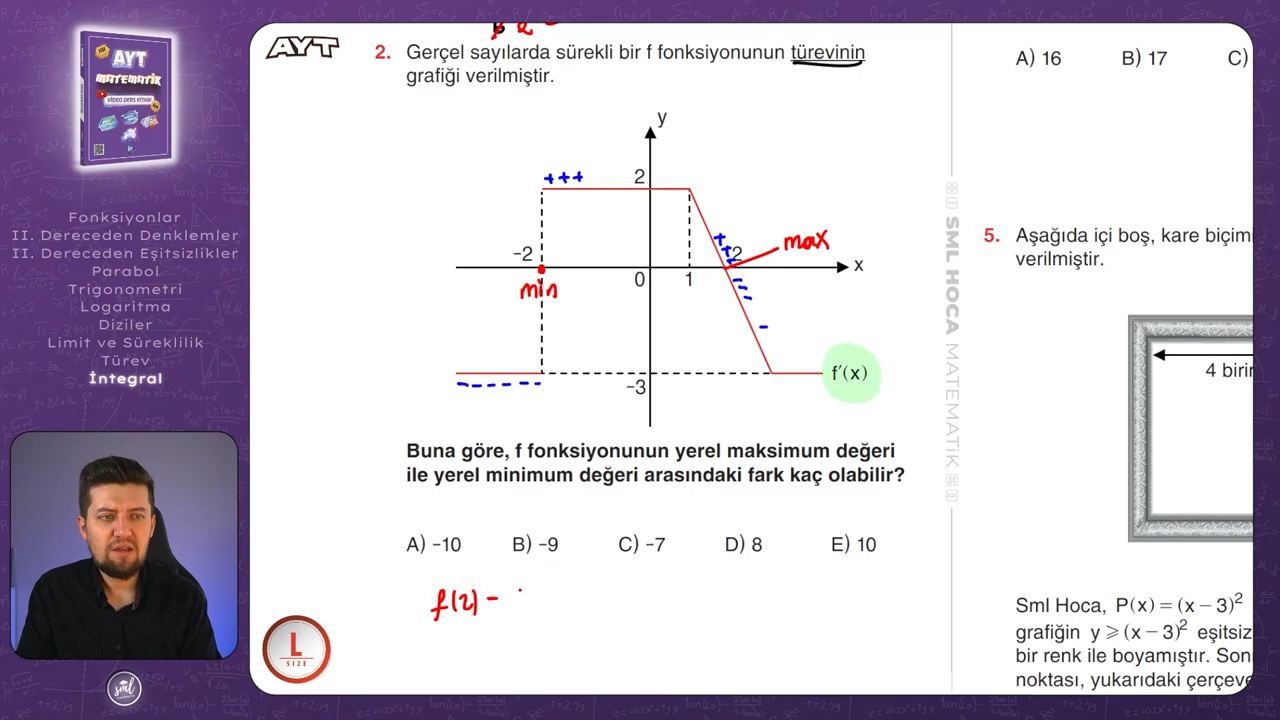 AYT
MATEMATİK
VİDEO DERS KİTABI
Fonksiyonlar
II. Dereceden Denklemler
II. Dereceden Eşitsizlikler
Parabol
Trigonometri
Logaritma
Diziler
Limit ve Süreklilik
Türev
İntegral
sml
AYT
2. Gerçel sayılarda sürekli bir f fonksiyonunun türevinin
grafiği verilmiştir.
y
+++
2
-2
++
2
max
x
0
1
min
-3
f'(x)
Buna göre, f fonksiyonunun yerel maksimum değeri
ile yerel minimum değeri arasındaki fark kaç olabilir?
A) -10 B) -9 C) -7 D) 8 E) 10
f(2) -
L
SIZE
SML HOCA MATEMATİK
A) 16 B) 17 C)
5. Aşağıda içi boş, kare biçimi
verilmiştir.
4 birir
Sml Hoca, P(x) = (x - 3)²
grafiğin y ⩾ (x - 3)² eşitsiz
bir renk ile boyamıştır. Son
noktası, yukarıdaki çerçeve